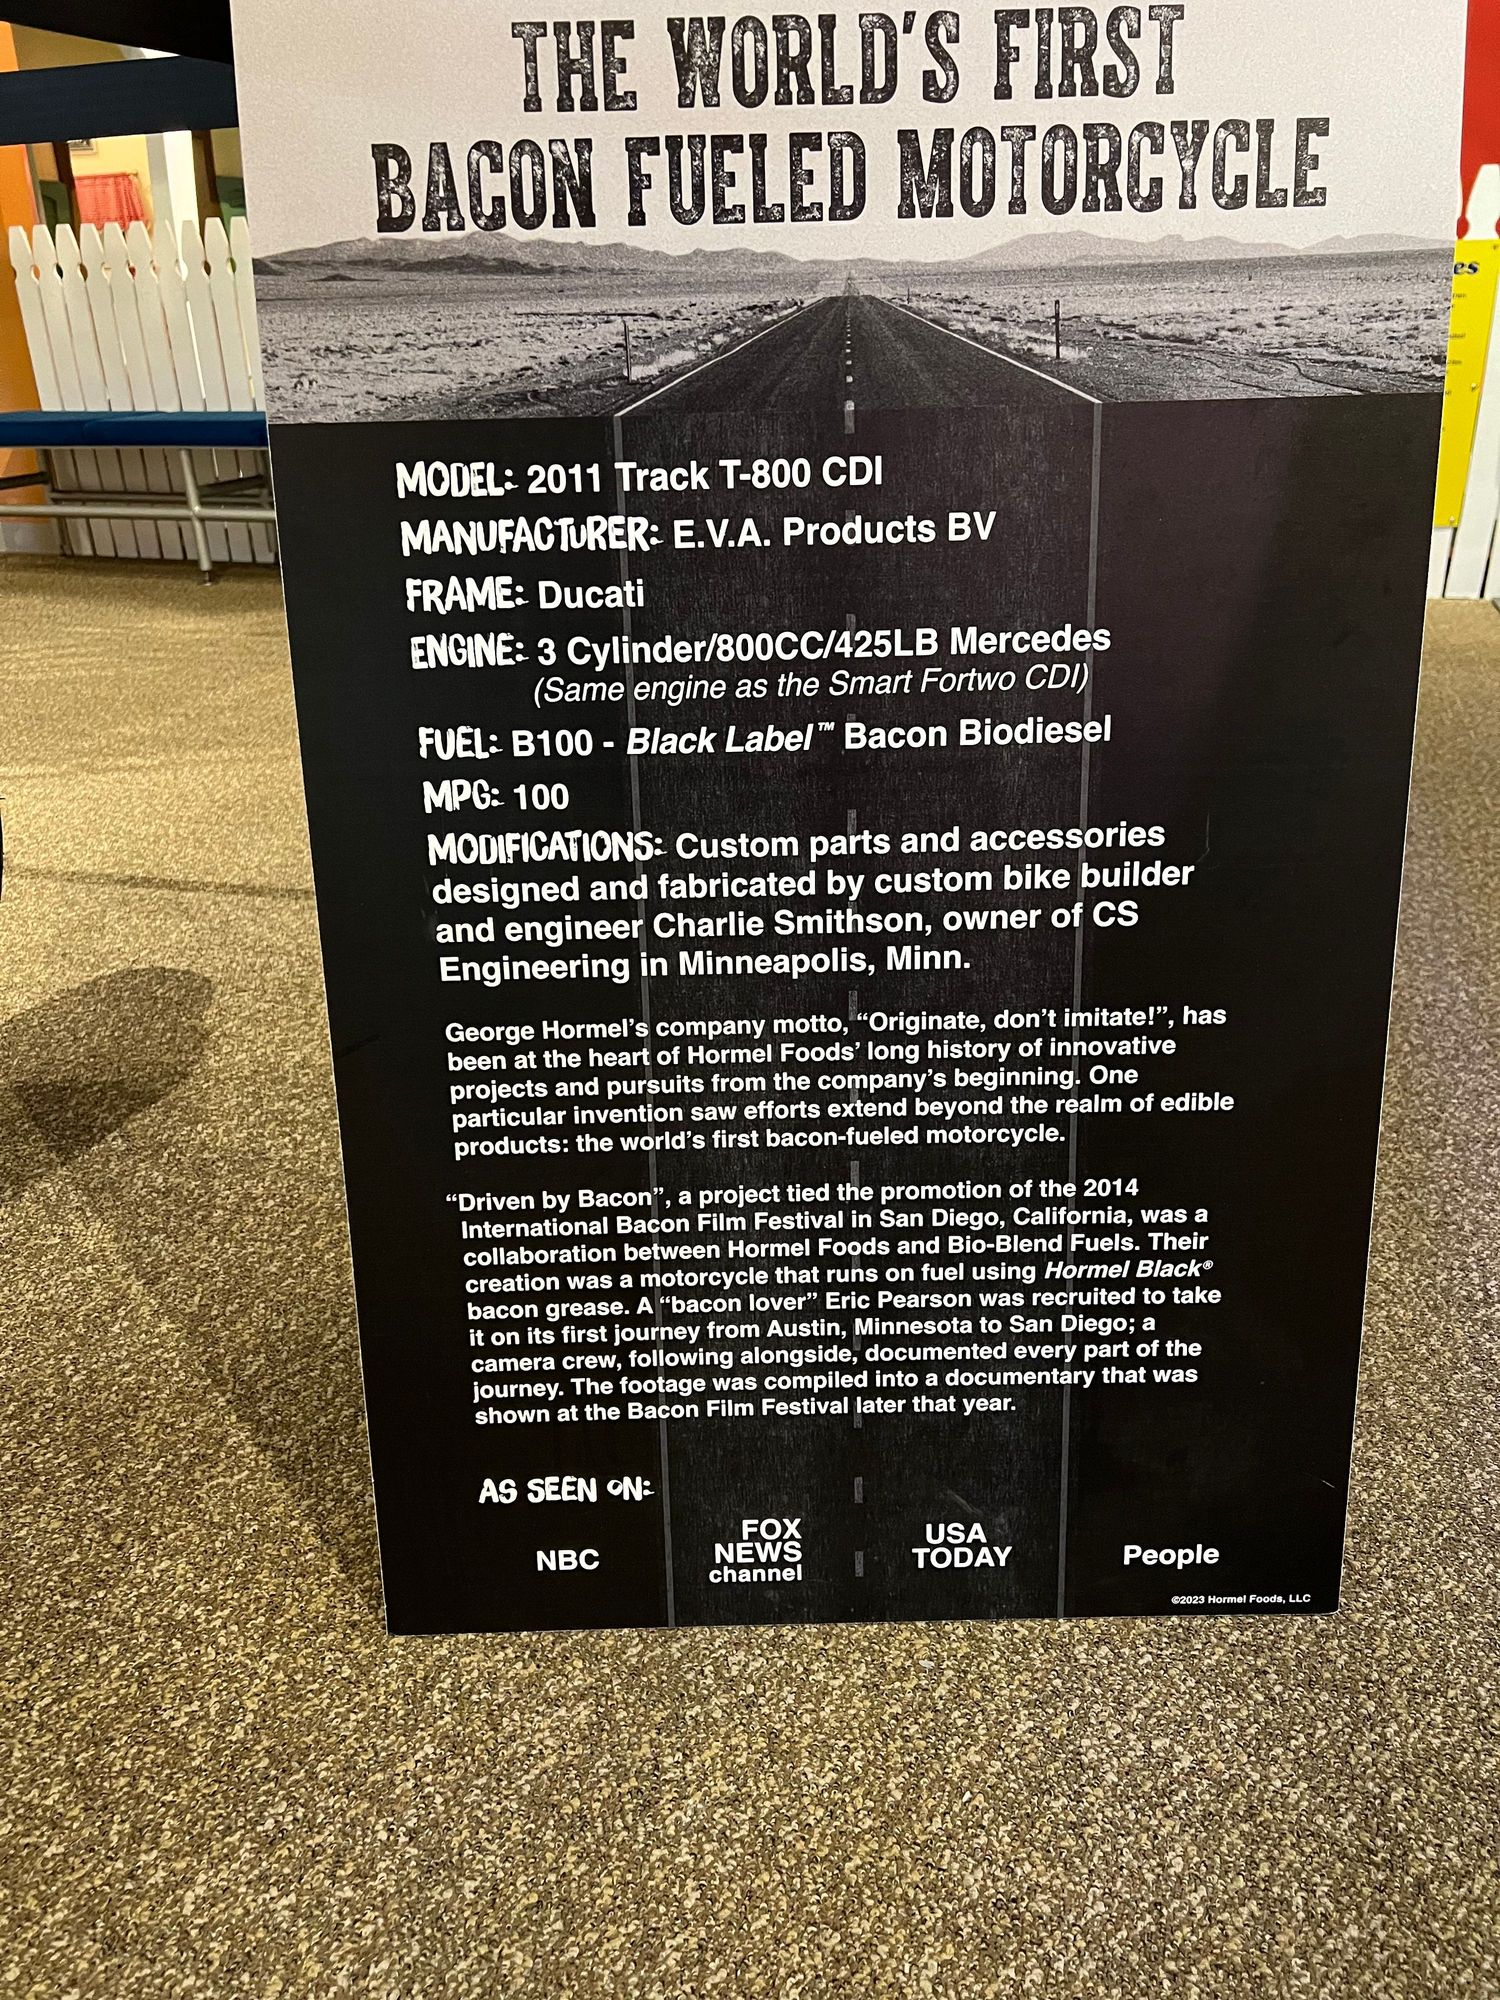 THE WORLD'S FIRST
BACON FUELED MOTORCYCLE
es
MODEL: 2011 Track T-800 CDI
MANUFACTURER: E.V.A. Products BV
FRAME: Ducati
ENGINE: 3 Cylinder/800CC/425LB Mercedes
(Same engine as the Smart Fortwo CDI)
FUEL: B100 - Black Label™ Bacon Biodiesel
MPG: 100
MODIFICATIONS: Custom parts and accessories
designed and fabricated by custom bike builder
and engineer Charlie Smithson, owner of CS
Engineering in Minneapolis, Minn.
George Hormel's company motto, "Originate, don't imitate!", has
been at the heart of Hormel Foods' long history of innovative
projects and pursuits from the company's beginning. One
particular invention saw efforts extend beyond the realm of edible
products: the world's first bacon-fueled motorcycle.
"Driven by Bacon", a project tied the promotion of the 2014
International Bacon Film Festival in San Diego, California, was a
collaboration between Hormel Foods and Bio-Blend Fuels. Their
creation was a motorcycle that runs on fuel using Hormel Black®
bacon grease. A "bacon lover" Eric Pearson was recruited to take
it on its first journey from Austin, Minnesota to San Diego; a
camera crew, following alongside, documented every part of the
journey. The footage was compiled into a documentary that was
shown at the Bacon Film Festival later that year.
AS SEEN ON:
NBC
FOX
NEWS
channel
USA
TODAY
People
©2023 Hormel Foods, LLC